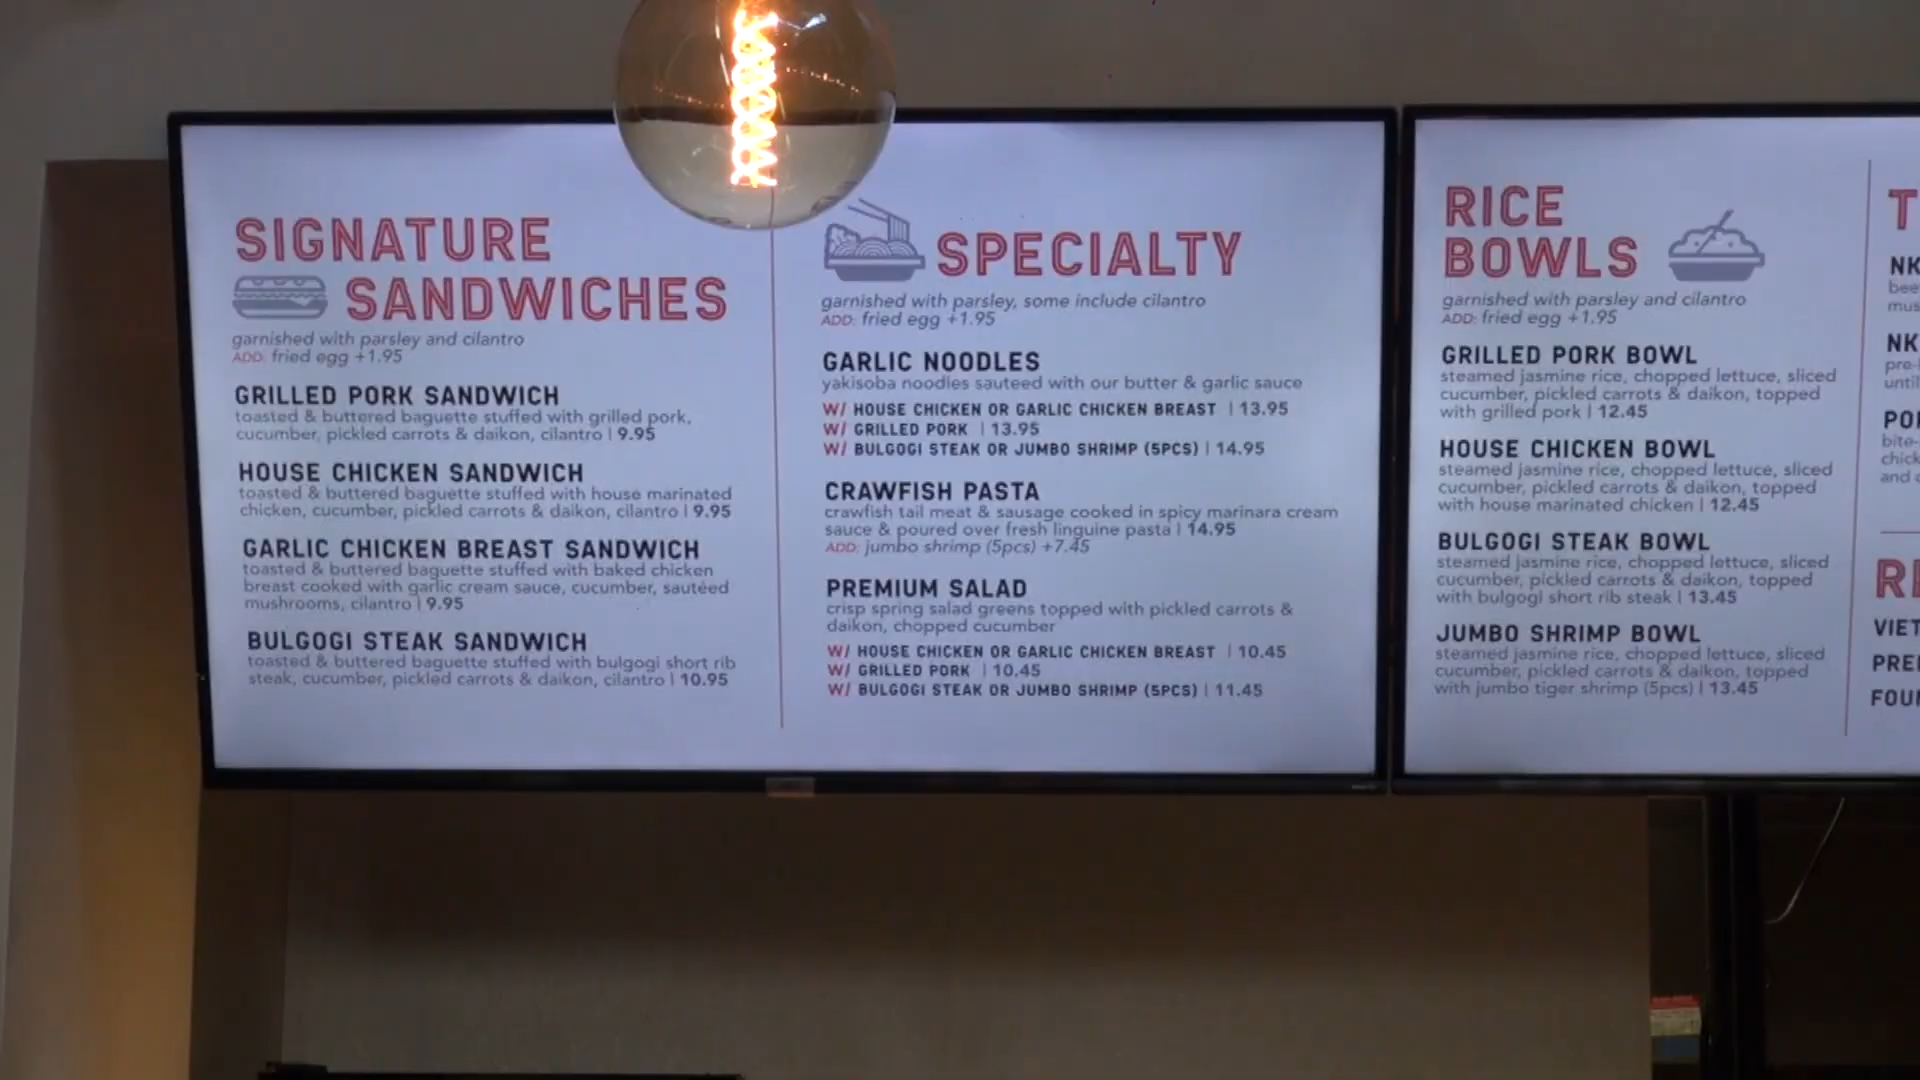 SIGNATURE
SANDWICHES
garnished with parsley and cilantro
ADD: fried egg +1.95
GRILLED PORK SANDWICH
toasted & buttered baguette stuffed with grilled pork,
cucumber, pickled carrots & daikon, cilantro | 9.95
HOUSE CHICKEN SANDWICH
toasted & buttered baguette stuffed with house marinated
chicken, cucumber, pickled carrots & daikon, cilantro | 9.95
GARLIC CHICKEN BREAST SANDWICH
toasted & buttered baguette stuffed with baked chicken
breast cooked with garlic cream sauce, cucumber, sautéed
mushrooms, cilantro | 9.95
BULGOGI STEAK SANDWICH
toasted & buttered baguette stuffed with bulgogi short rib
steak, cucumber, pickled carrots & daikon, cilantro | 10.95
SPECIALTY
garnished with parsley, some include cilantro
ADD: fried egg +1.95
GARLIC NOODLES
yakisoba noodles sauteed with our butter & garlic sauce
W/ HOUSE CHICKEN OR GARLIC CHICKEN BREAST | 13.95
W/ GRILLED PORK | 13.95
W/ BULGOGI STEAK OR JUMBO SHRIMP (5PCS) | 14.95
CRAWFISH PASTA
crawfish tail meat & sausage cooked in spicy marinara cream
sauce & poured over fresh linguine pasta | 14.95
ADD: jumbo shrimp (5pcs) +7.45
PREMIUM SALAD
crisp spring salad greens topped with pickled carrots &
daikon, chopped cucumber
W/ HOUSE CHICKEN OR GARLIC CHICKEN BREAST | 10.45
W/ GRILLED PORK | 10.45
W/ BULGOGI STEAK OR JUMBO SHRIMP (5PCS) | 11.45
RICE
BOWLS
garnished with parsley and cilantro
ADD: fried egg +1.95
GRILLED PORK BOWL
steamed jasmine rice, chopped lettuce, sliced
cucumber, pickled carrots & daikon, topped
with grilled pork | 12.45
HOUSE CHICKEN BOWL
steamed jasmine rice, chopped lettuce, sliced
cucumber, pickled carrots & daikon, topped
with house marinated chicken | 12.45
BULGOGI STEAK BOWL
steamed jasmine rice, chopped lettuce, sliced
cucumber, pickled carrots & daikon, topped
with bulgogi short rib steak | 13.45
JUMBO SHRIMP BOWL
steamed jasmine rice, chopped lettuce, sliced
cucumber, pickled carrots & daikon, topped
with jumbo tiger shrimp (5pcs) | 13.45
T
NK
bee
mus
NK
pre-
until
PO
bite-
chick
and
RE
VIET
PRE
FOU